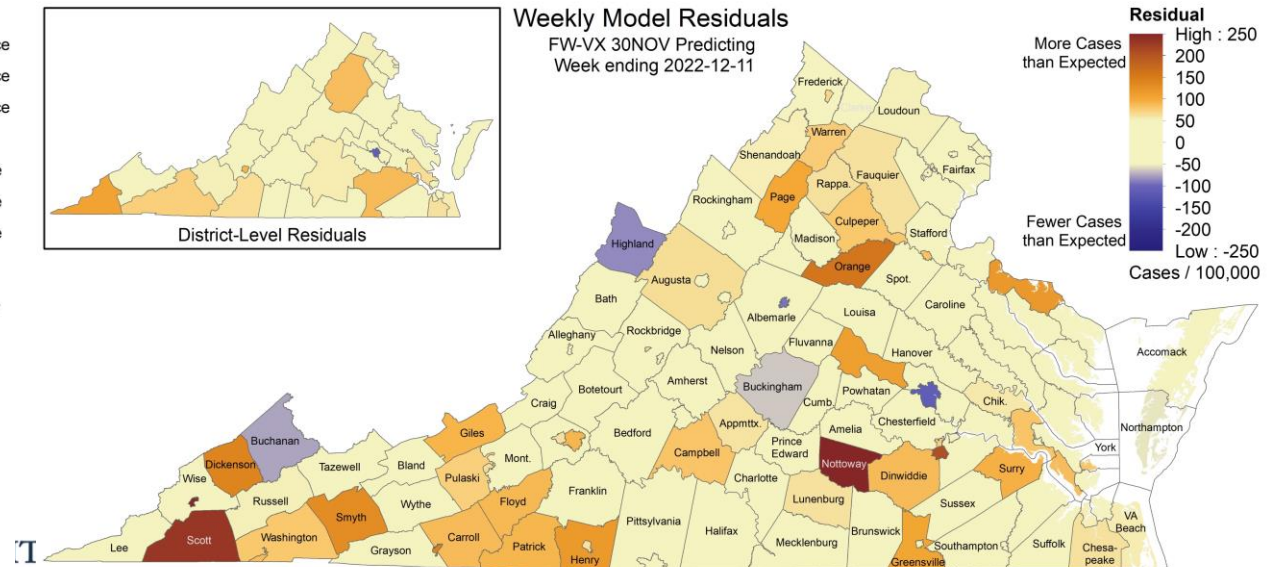 Weekly Model Residuals
FW-VX 30NOV Predicting
Week ending 2022-12-11
District-Level Residuals
Residual
More Cases
than Expected
High : 250
200
150
100
50
0
-50
-100
-150
-200
Low : -250
Fewer Cases
than Expected
Cases / 100,000
ce
ce
ce
e
e
e
Frederick
Loudoun
Warren
Shenandoah
Fairfax
Fauquier
Rappa.
Page
Rockingham
Culpeper
Stafford
Madison
Highland
Orange
Augusta
Spot.
Bath
Caroline
Albemarle
Louisa
Alleghany
Rockbridge
Fluvanna
Nelson
Hanover
Accomack
Amherst
Buckingham
Botetourt
Powhatan
Craig
Cumb.
Chik.
Chesterfield
Appmttx.
Amelia
Northampton
Buchanan
Giles
Bedford
Prince
Edward
York
Campbell
Dickenson
Mont.
Nottoway
Tazewell
Bland
Surry
Wise
Pulaski
Charlotte
Dinwiddie
Russell
Wythe
Floyd
Franklin
Lunenburg
Sussex
Smyth
VA
Beach
Pittsylvania
Halifax
Washington
Carroll
Patrick
Henry
Mecklenburg
Brunswick
Scott
Lee
Grayson
Southampton
Suffolk
Chesa-
peake
Greensville
IT